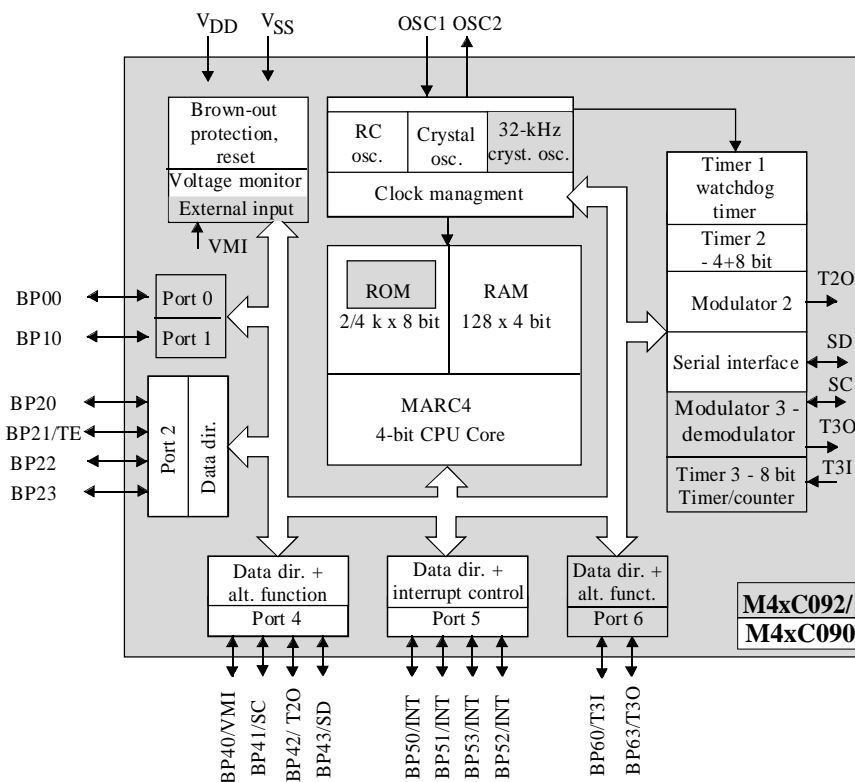 VDD
VSS
OSC1 OSC2
Brown-out
protection,
reset
Voltage monitor
External input
VMI
RC
osc.
Crystal
osc.
32-kHz
cryst. osc.
Clock managment
Timer 1
watchdog
timer
Timer 2
- 4+8 bit
Modulator 2
T2O
Serial interface
SD
SC
Modulator 3 -
demodulator
T3O
Timer 3 - 8 bit
Timer/counter
T3I
ROM
2/4 k x 8 bit
RAM
128 x 4 bit
MARC4
4-bit CPU Core
BP00
Port 0
BP10
Port 1
BP20
BP21/TE
BP22
BP23
Port 2
Data dir.
Data dir. +
alt. function
Port 4
Data dir. +
interrupt control
Port 5
Data dir. +
alt. funct.
Port 6
M4xC092/
M4xC090
BP40/VMI
BP41/SC
BP42/ T2O
BP43/SD
BP50/INT
BP51/INT
BP53/INT
BP52/INT
BP60/T3I
BP63/T3O